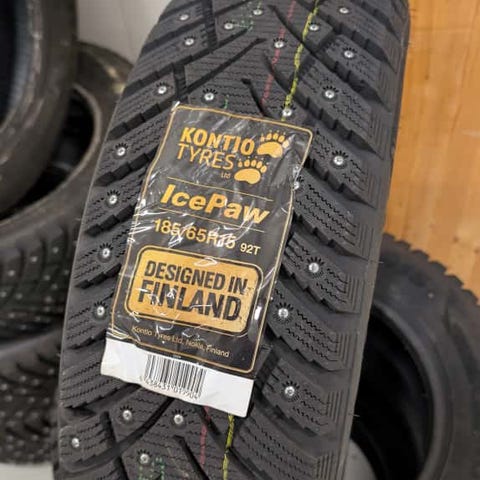 KONTIO
TYRES
Ltd
IcePaw
185/65R15 92T
DESIGNED IN
FINLAND
Kontio Tyres Ltd, Nokia, Finland